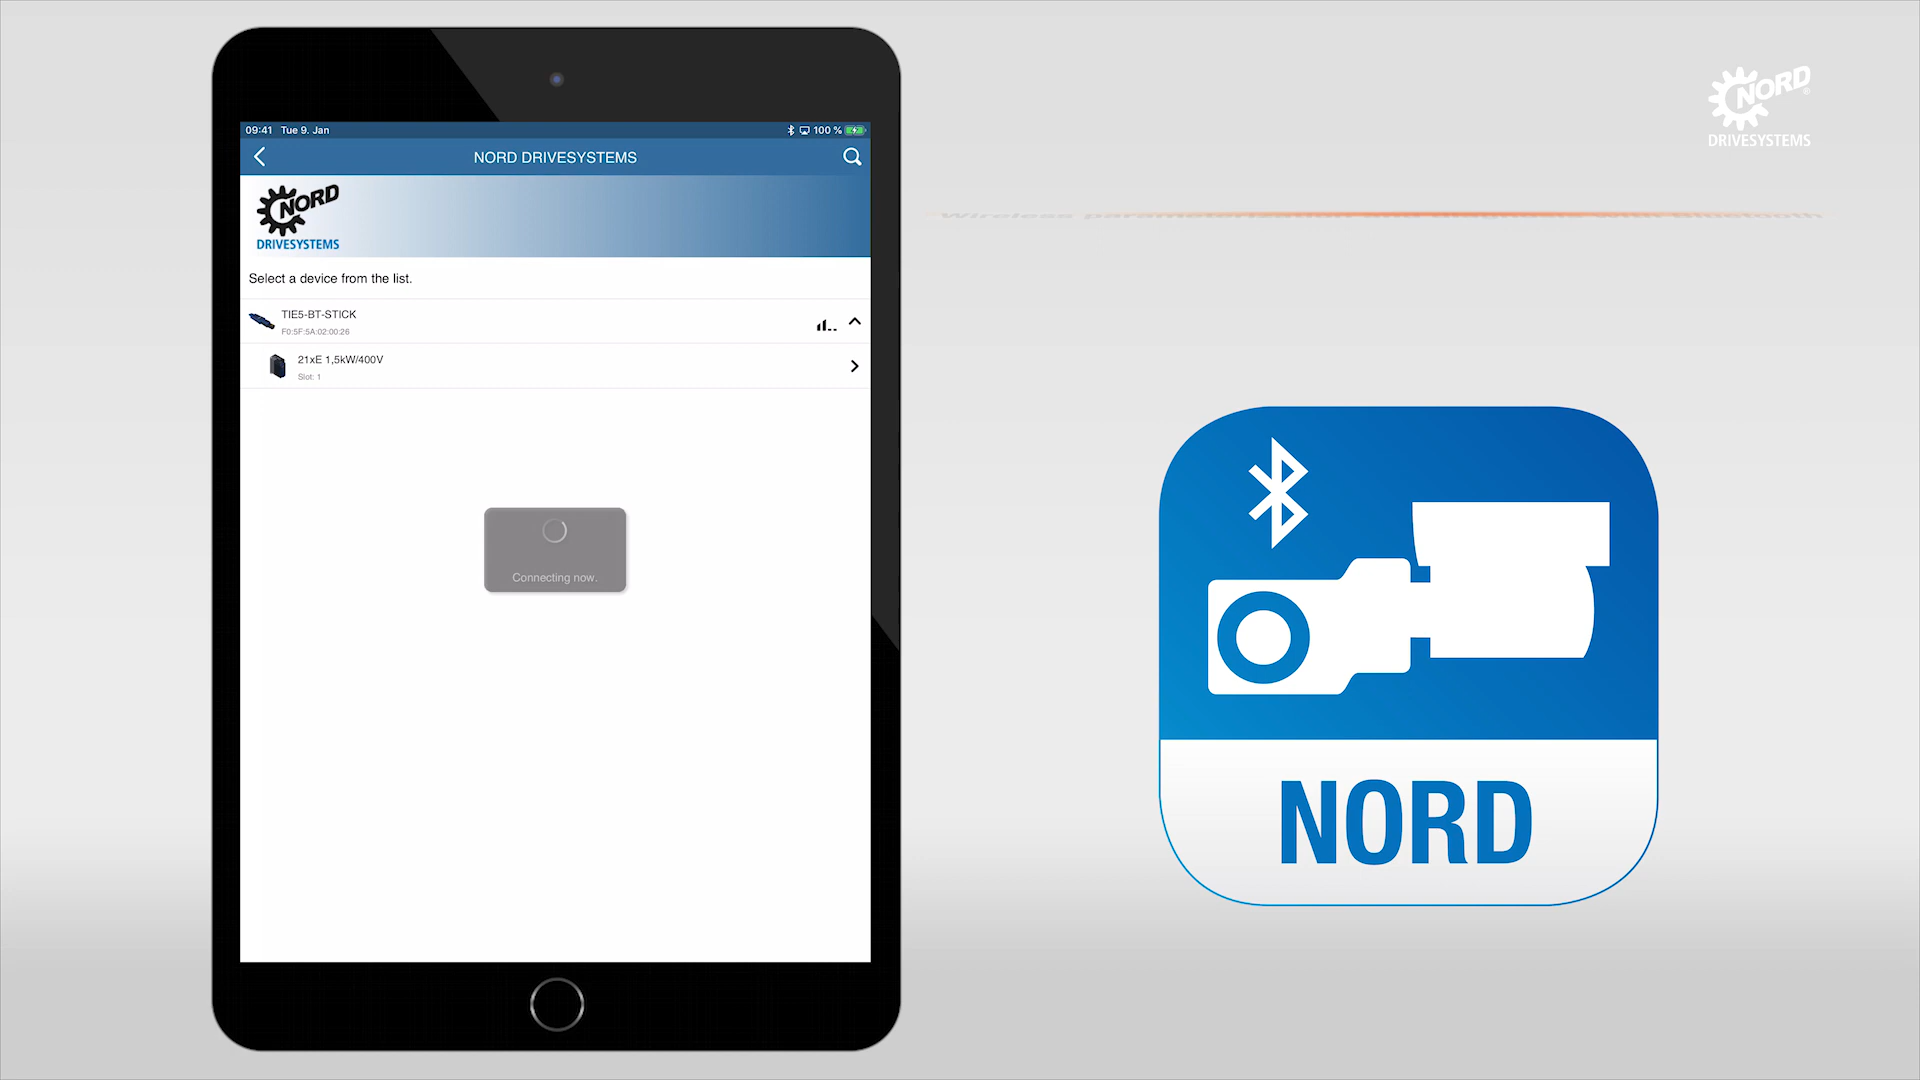 09:41 Tue 9. Jan
100 %
NORD DRIVESYSTEMS
NORD
DRIVESYSTEMS
Select a device from the list.
TIE5-BT-STICK
F0:5F:5A:02:00:26
21xE 1,5kW/400V
Slot: 1
Connecting now.
NORD®
DRIVESYSTEMS
NORD